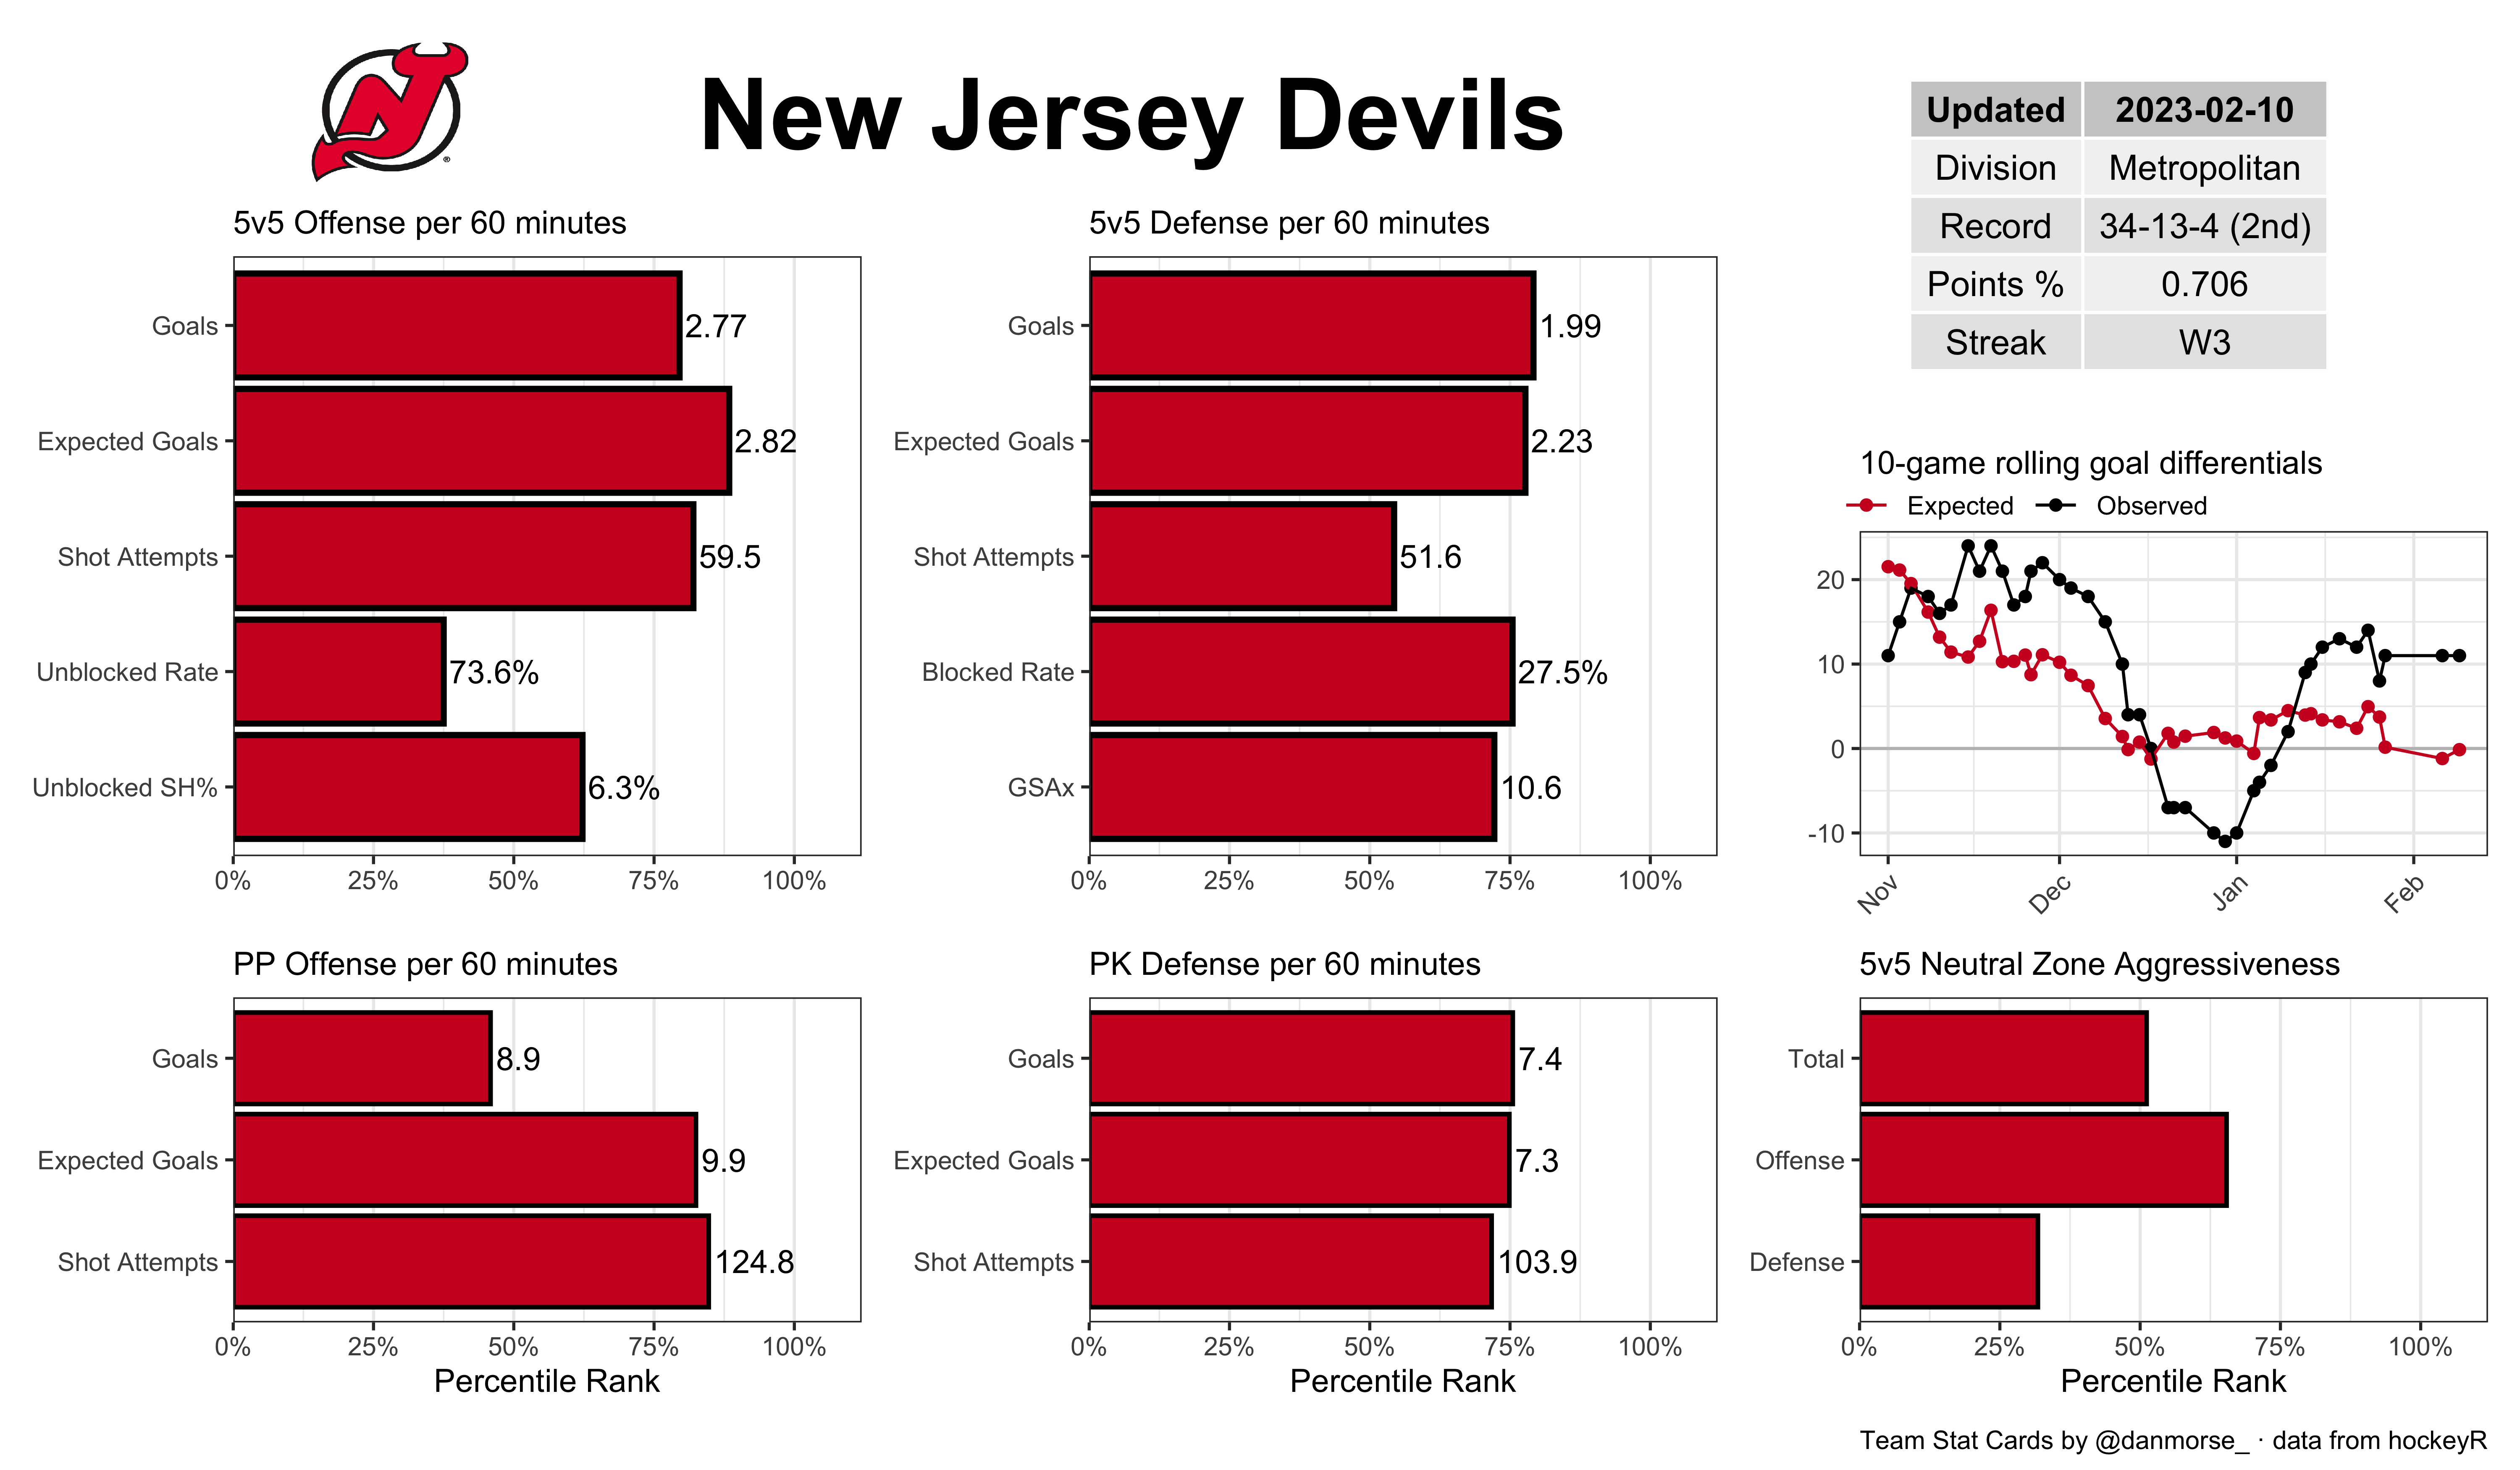 New Jersey Devils
Updated 2023-02-10
Division Metropolitan
Record 34-13-4 (2nd)
Points % 0.706
Streak W3
5v5 Offense per 60 minutes
Goals 2.77
Expected Goals 2.82
Shot Attempts 59.5
Unblocked Rate 73.6%
Unblocked SH% 6.3%
0% 25% 50% 75% 100%
5v5 Defense per 60 minutes
Goals 1.99
Expected Goals 2.23
Shot Attempts 51.6
Blocked Rate 27.5%
GSAx 10.6
0% 25% 50% 75% 100%
10-game rolling goal differentials
Expected Observed
20
10
0
-10
Nov Dec Jan Feb
PP Offense per 60 minutes
Goals 8.9
Expected Goals 9.9
Shot Attempts 124.8
0% 25% 50% 75% 100%
Percentile Rank
PK Defense per 60 minutes
Goals 7.4
Expected Goals 7.3
Shot Attempts 103.9
0% 25% 50% 75% 100%
Percentile Rank
5v5 Neutral Zone Aggressiveness
Total
Offense
Defense
0% 25% 50% 75% 100%
Percentile Rank
Team Stat Cards by @danmorse_ · data from hockeyR